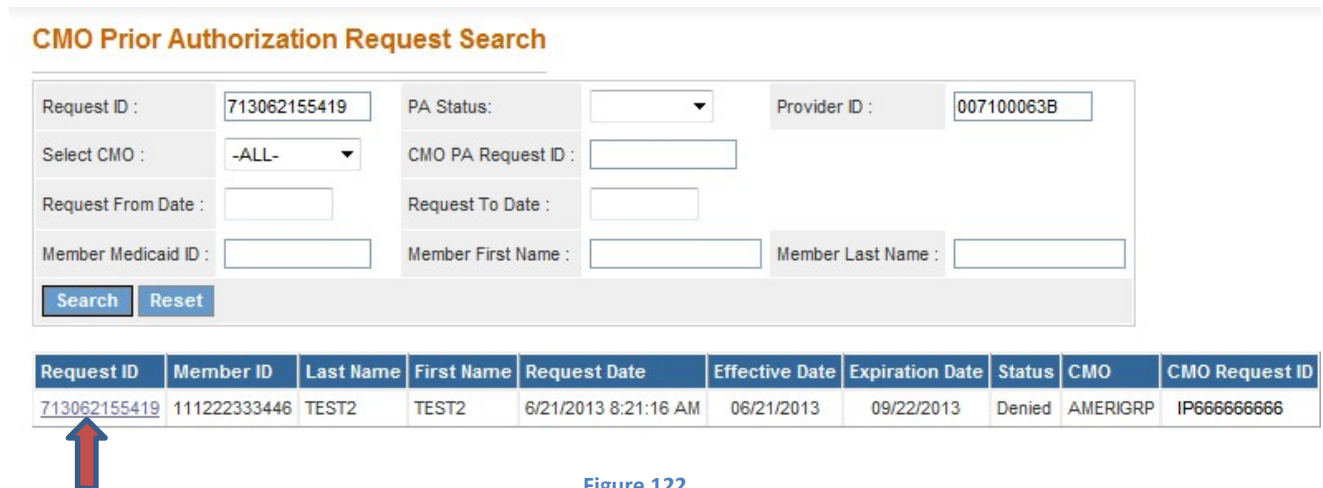 CMO Prior Authorization Request Search
Request ID : 713062155419 PA Status: Provider ID : 007100063B
Select CMO : -ALL- CMO PA Request ID :
Request From Date : Request To Date :
Member Medicaid ID : Member First Name : Member Last Name :
Search Reset
Request ID Member ID Last Name First Name Request Date Effective Date Expiration Date Status CMO CMO Request ID
713062155419 111222333446 TEST2 TEST2 6/21/2013 8:21:16 AM 06/21/2013 09/22/2013 Denied AMERIGRP IP666666666
Figure 122